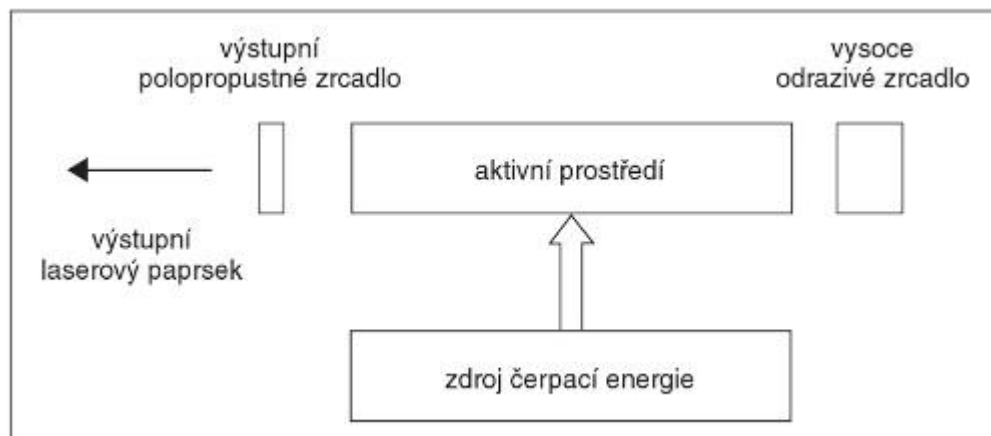 výstupní
polopropustné zrcadlo
vysoce
odrazivé zrcadlo
aktivní prostředí
výstupní
laserový paprsek
zdroj čerpací energie